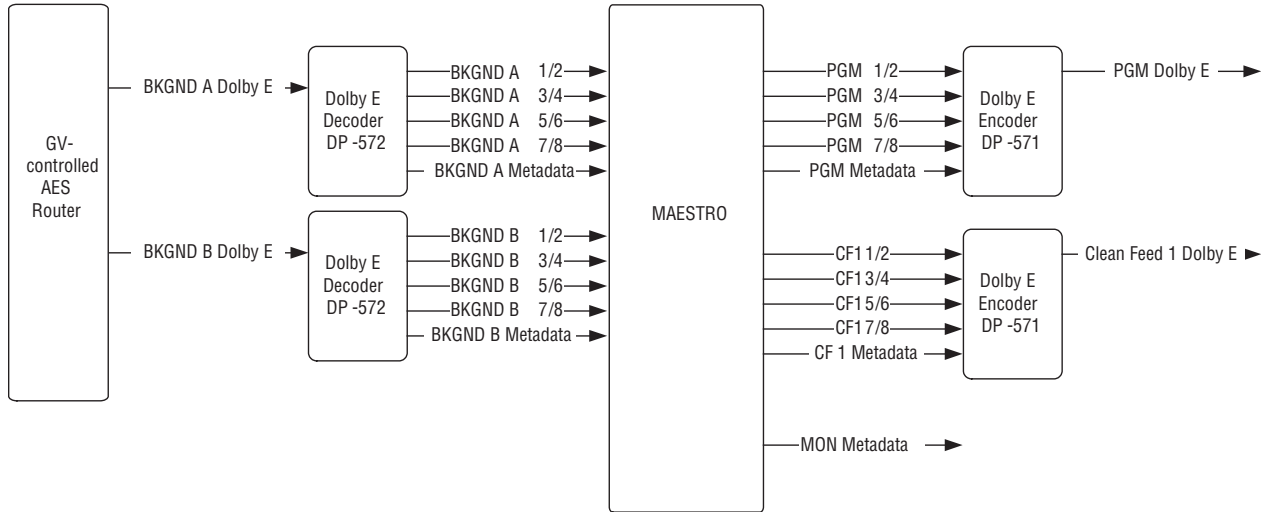 GV-
controlled
AES
Router
BKGND A Dolby E
BKGND B Dolby E
Dolby E
Decoder
DP -572
BKGND A 1/2
BKGND A 3/4
BKGND A 5/6
BKGND A 7/8
BKGND A Metadata
Dolby E
Decoder
DP -572
BKGND B 1/2
BKGND B 3/4
BKGND B 5/6
BKGND B 7/8
BKGND B Metadata
MAESTRO
PGM 1/2
PGM 3/4
PGM 5/6
PGM 7/8
PGM Metadata
Dolby E
Encoder
DP -571
PGM Dolby E
CF1 1/2
CF1 3/4
CF1 5/6
CF1 7/8
CF 1 Metadata
Dolby E
Encoder
DP -571
Clean Feed 1 Dolby E
MON Metadata